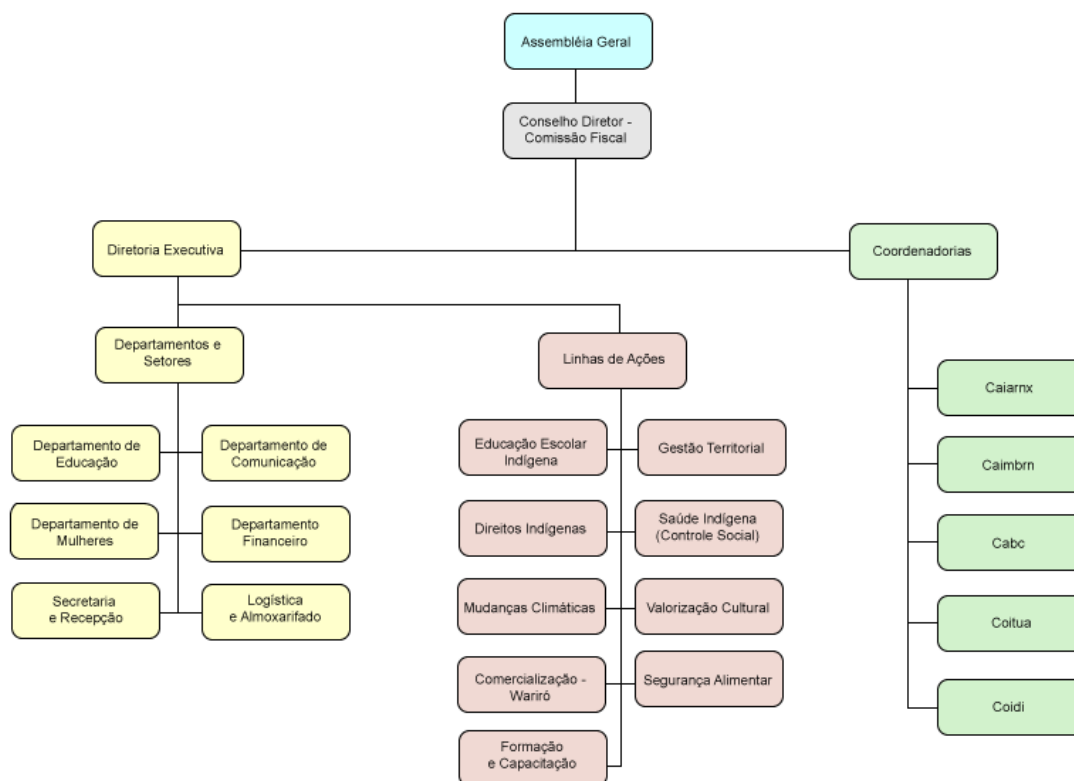 Assembléia Geral
Conselho Diretor -
Comissão Fiscal
Diretoria Executiva
Coordenadorias
Departamentos e
Setores
Linhas de Ações
Departamento de
Educação
Departamento de
Comunicação
Departamento de
Mulheres
Departamento
Financeiro
Secretaria
e Recepção
Logística
e Almoxarifado
Educação Escolar
Indígena
Gestão Territorial
Direitos Indígenas
Saúde Indígena
(Controle Social)
Mudanças Climáticas
Valorização Cultural
Comercialização -
Wariró
Segurança Alimentar
Formação
e Capacitação
Caiarnx
Caimbrn
Cabc
Coitua
Coidi